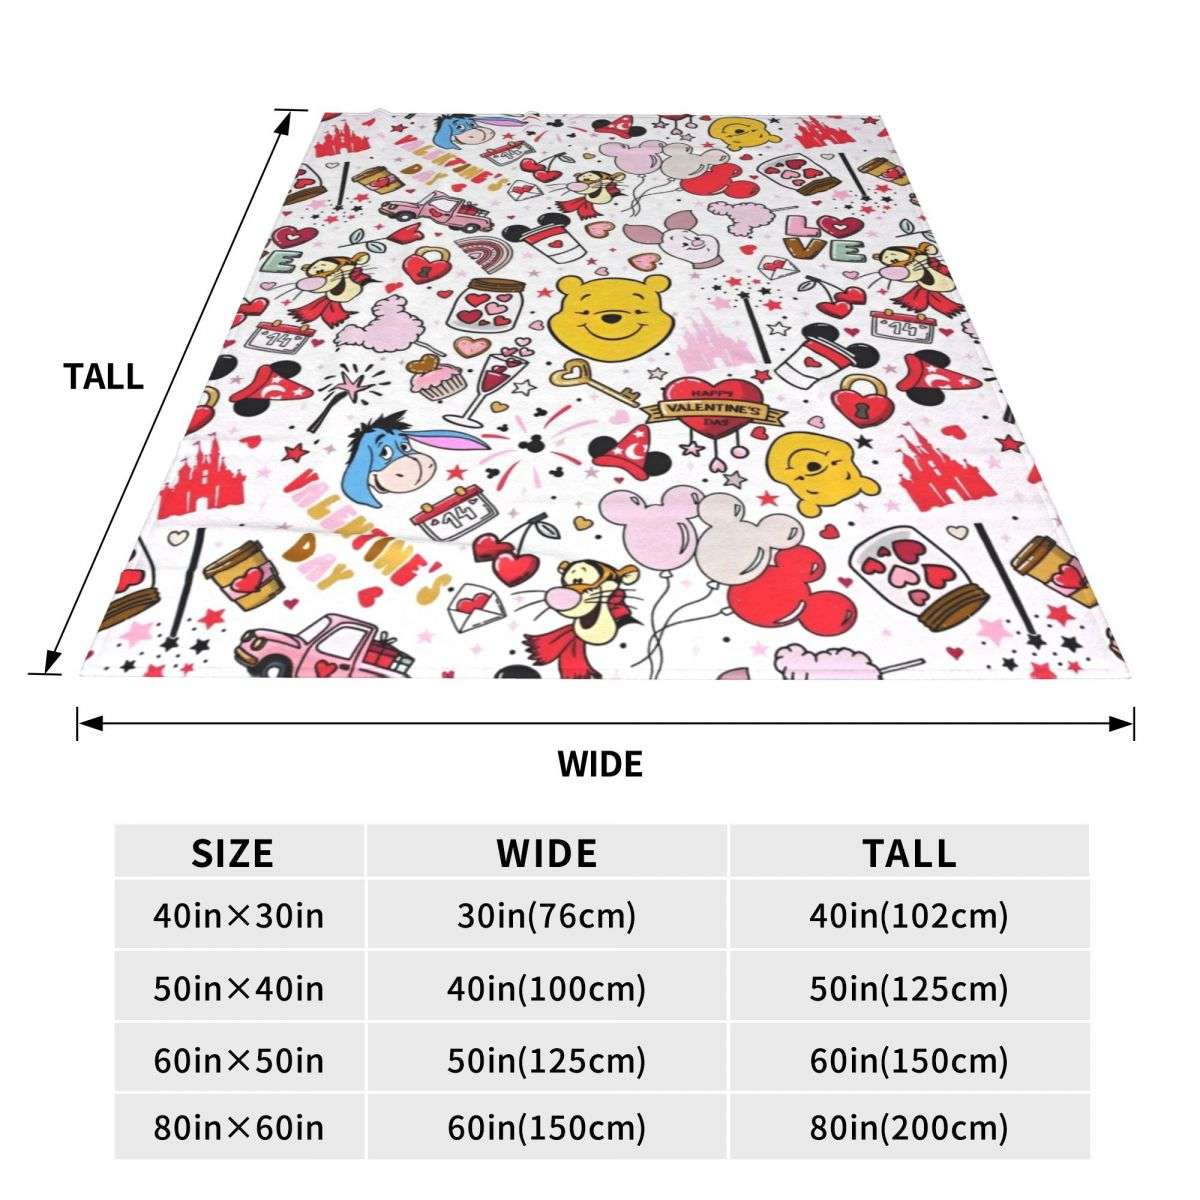 VALENTINE'S
DAY
14
LOVE
VE
14
14
HAPPY
VALENTINE'S
DAY
14
VALENTINE'S
DAY
TALL
WIDE
SIZE WIDE TALL
40in×30in 30in(76cm) 40in(102cm)
50in×40in 40in(100cm) 50in(125cm)
60in×50in 50in(125cm) 60in(150cm)
80in×60in 60in(150cm) 80in(200cm)